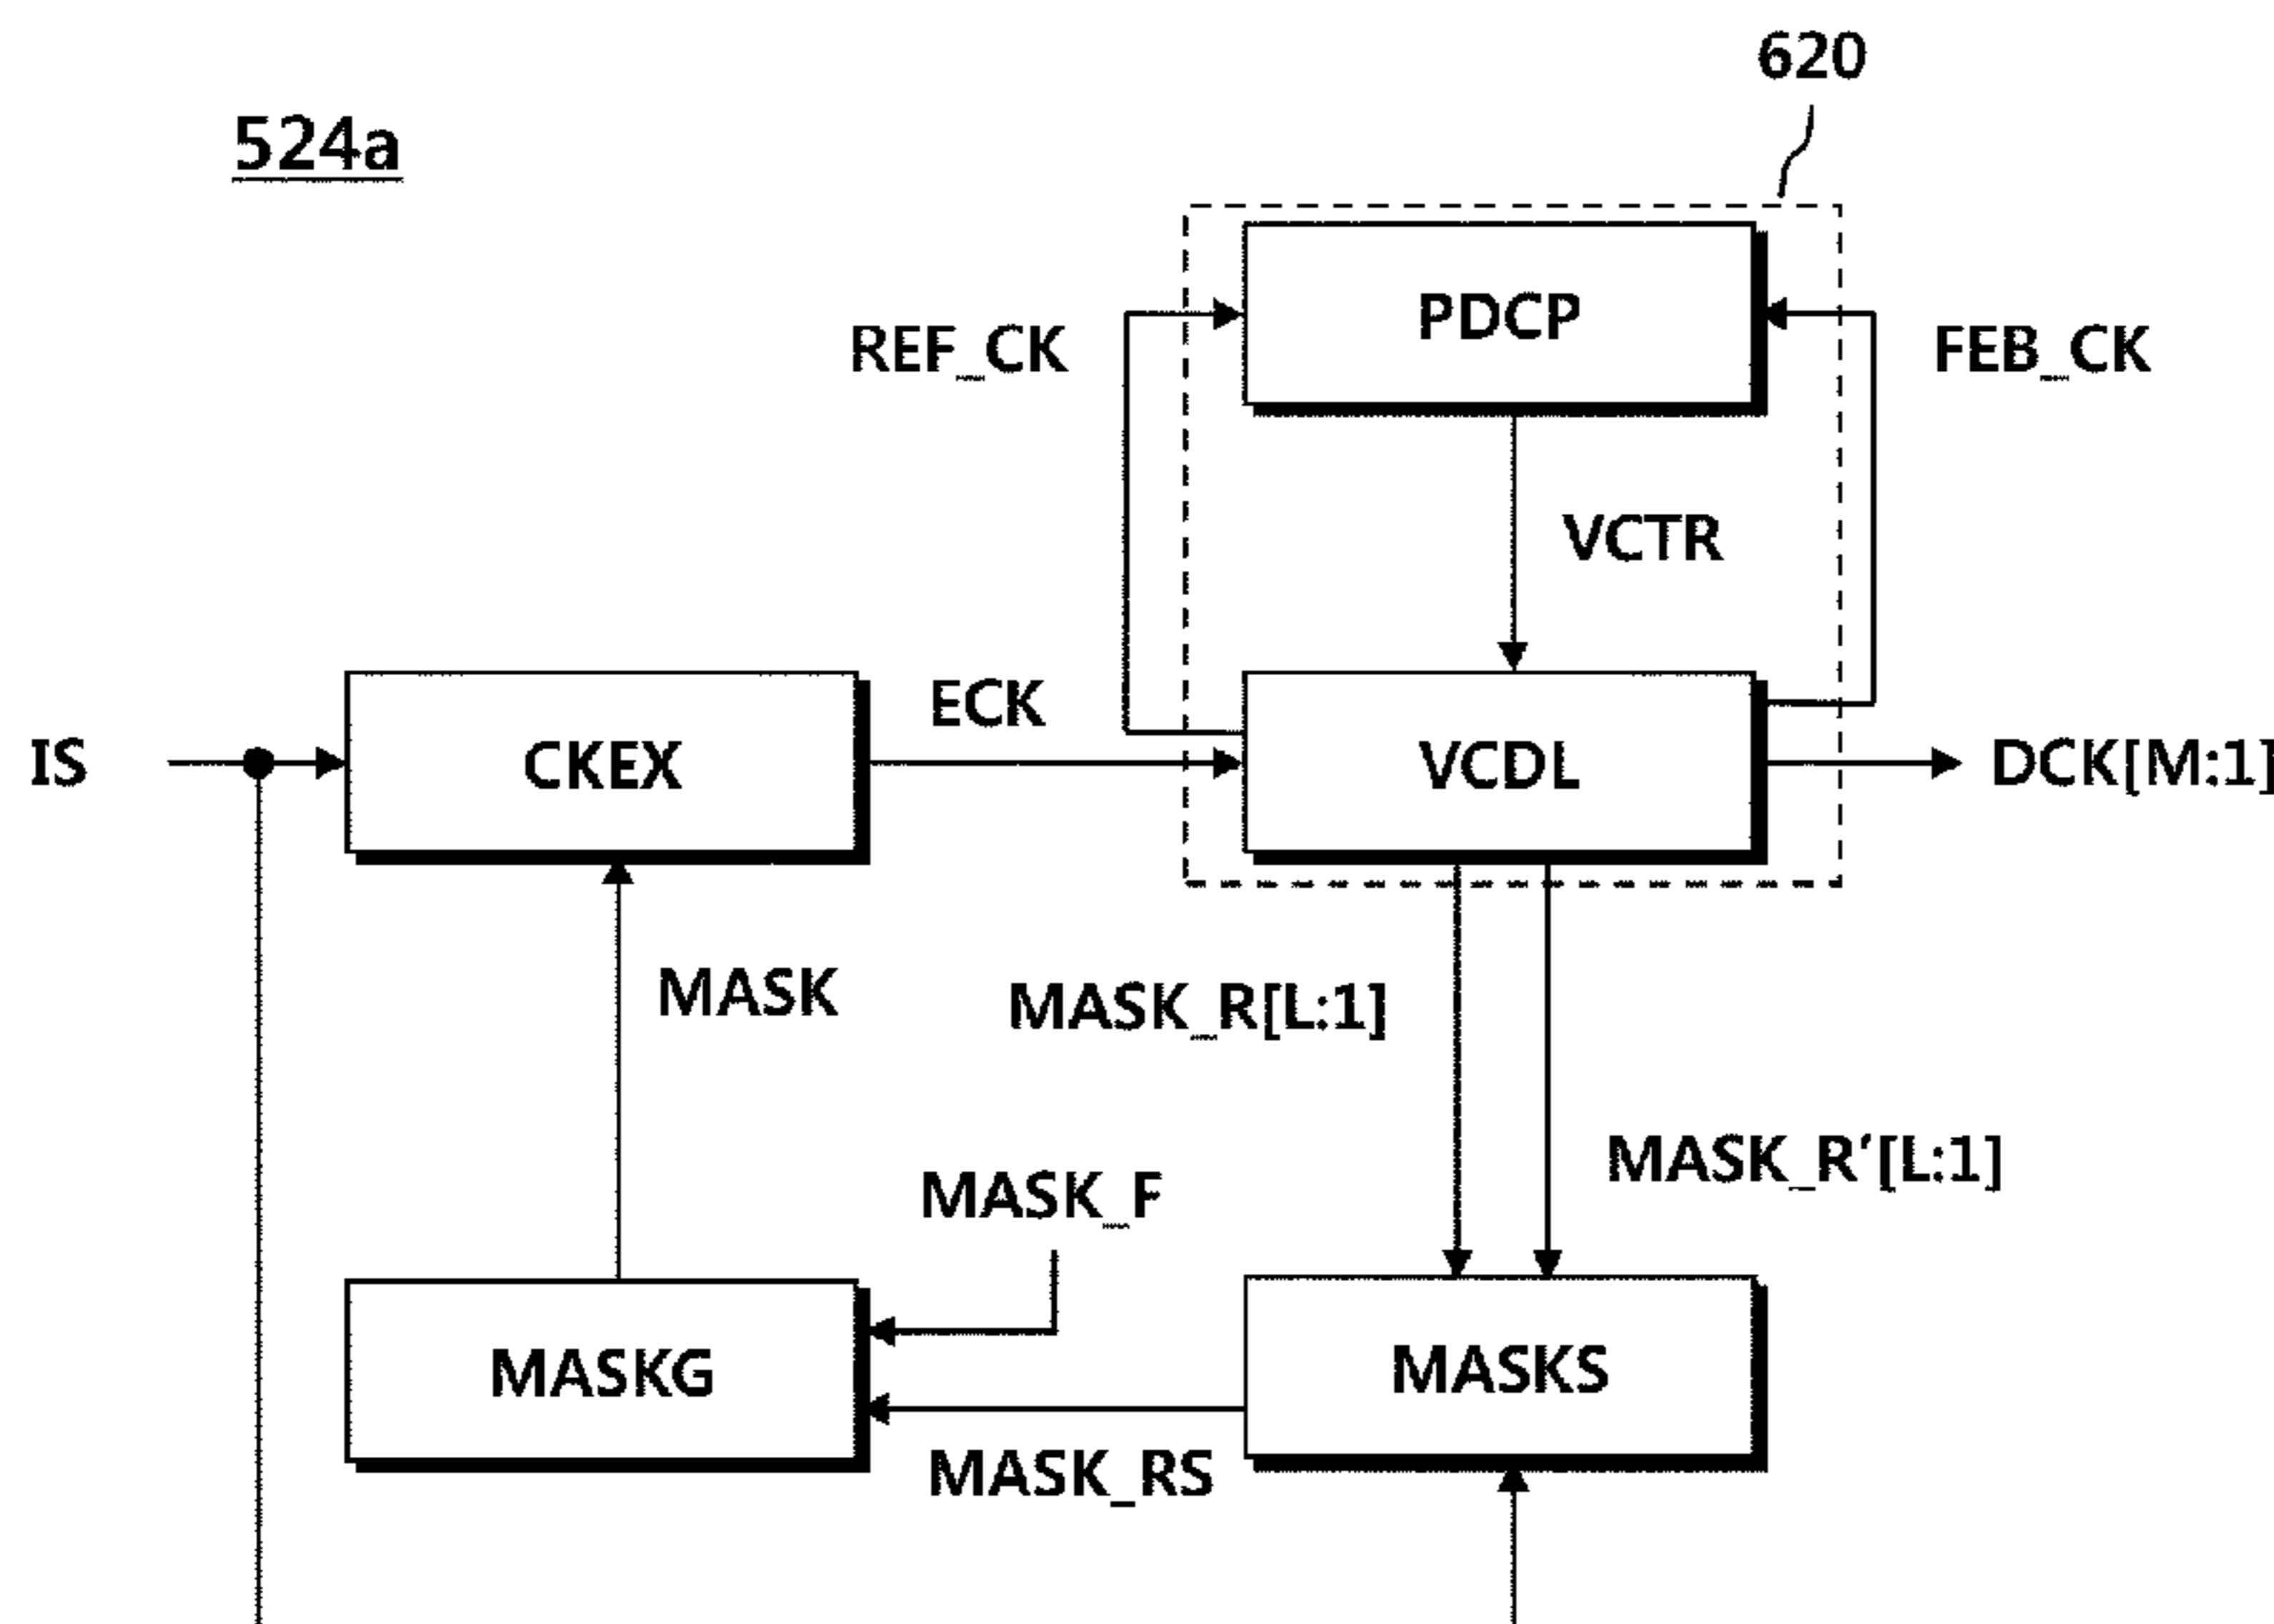 620
524a
PDCP
REF_CK
FEB_CK
VCTR
ECK
IS
CKEX
VCDL
DCK[M:1]
MASK
MASK_R[L:1]
MASK_R'[L:1]
MASK_F
MASKG
MASKS
MASK_RS